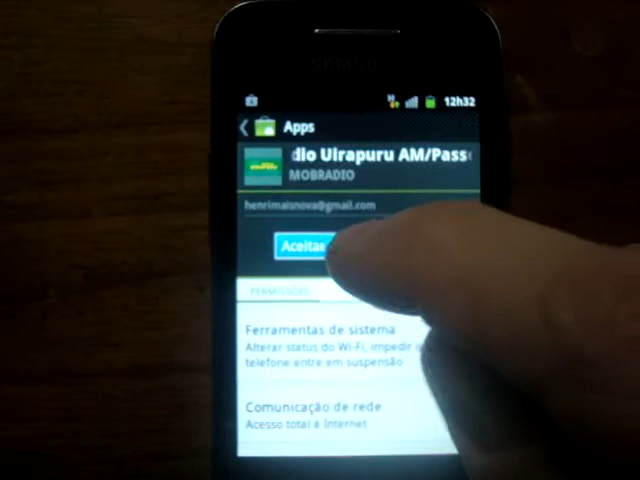 SAMSUNG
12h32
Apps
dio Uirapuru AM/Pass
MOBRADIO
henrimaisnova@gmail.com
Aceitar
PERMISSÕES
Ferramentas de sistema
Alterar status do Wi-Fi, impedir
telefone entre em suspensão
Comunicação de rede
Acesso total à Internet